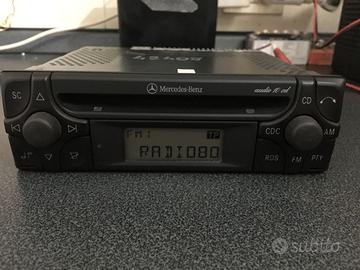 Mercedes-Benz
audio 10 cd
SC
CD
CDC
AM
FM1
TP
RADIO80
RDS
FM
PTY
subito